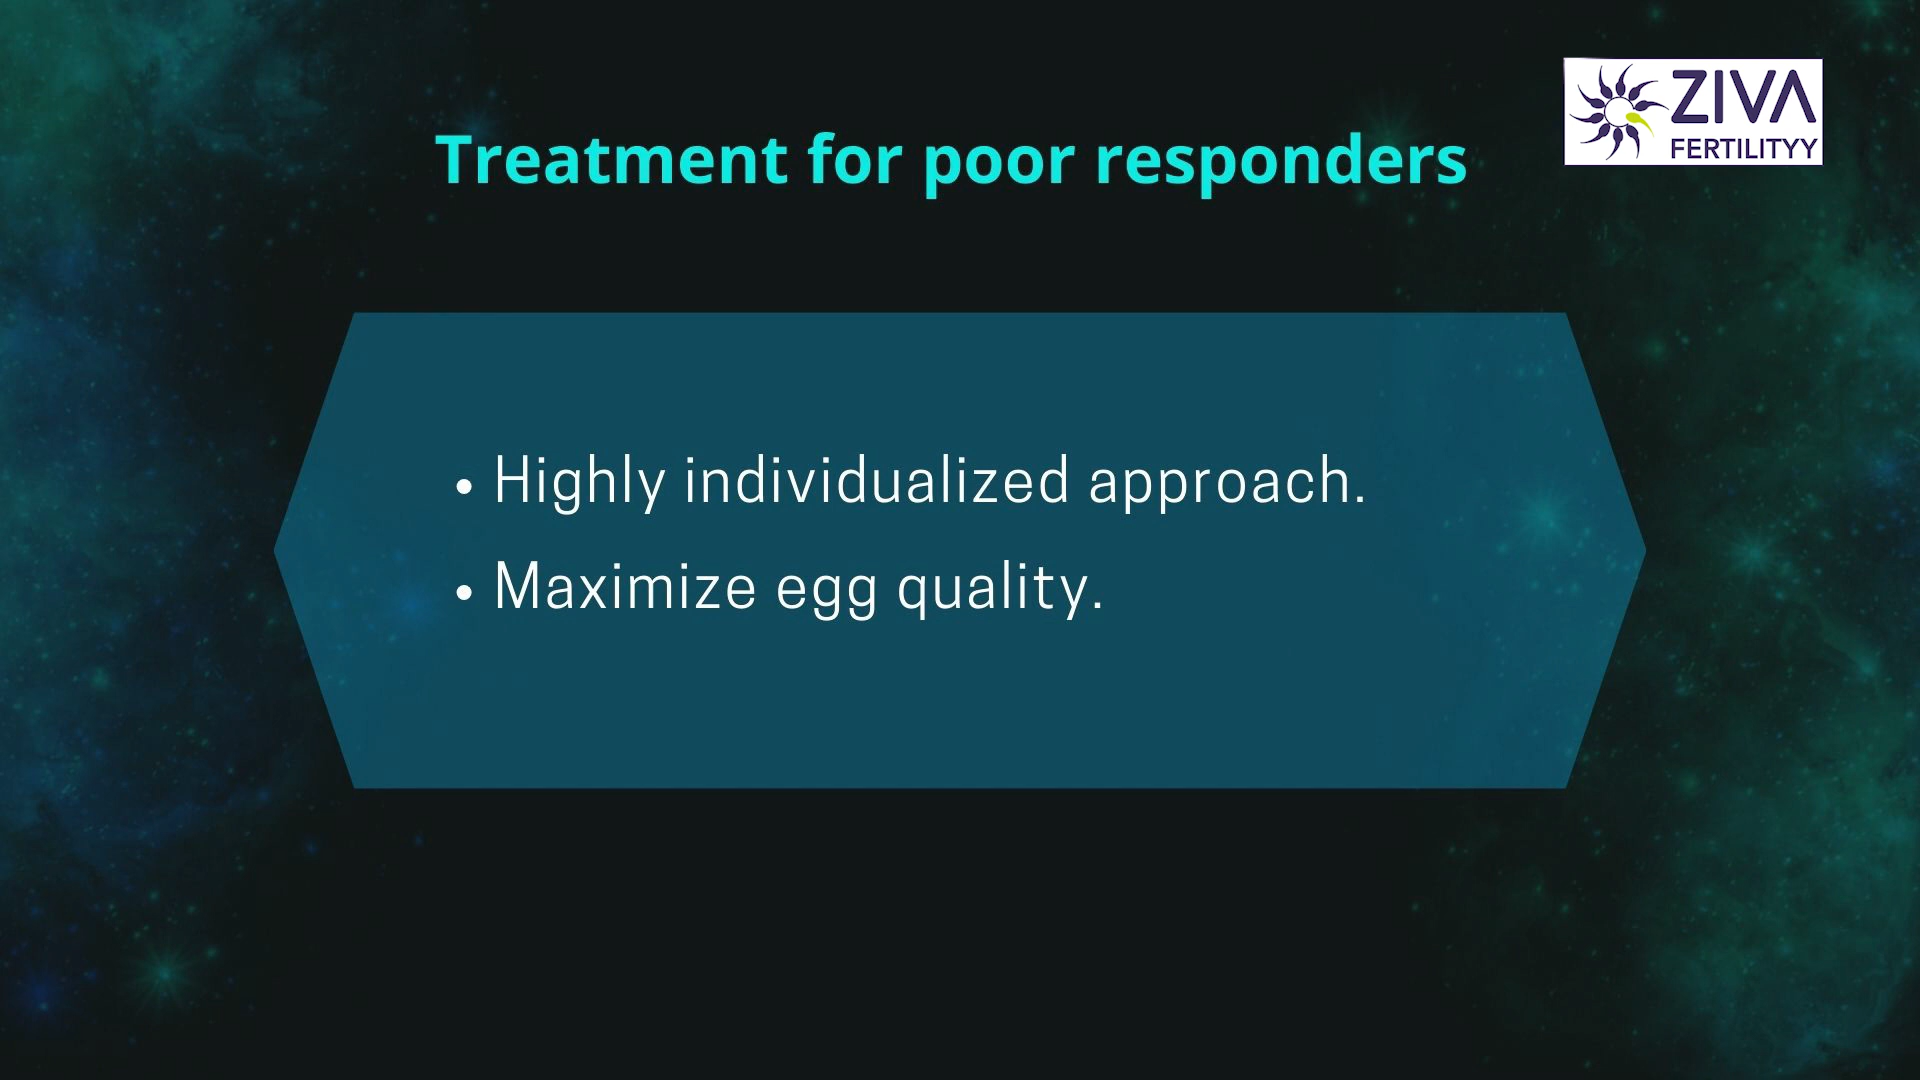 ZIVA
FERTILITYY
Treatment for poor responders
• Highly individualized approach.
• Maximize egg quality.